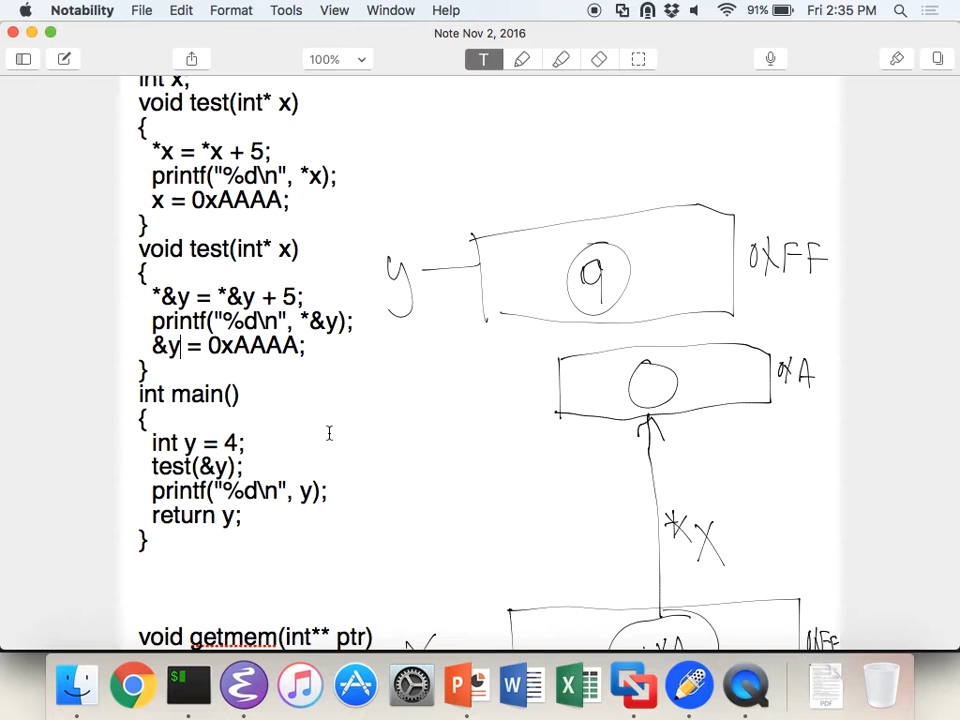 Notability File Edit Format Tools View Window Help 91% Fri 2:35 PM
Note Nov 2, 2016
100% T
int x;
void test(int* x)
{
*x = *x + 5;
printf("%d\n", *x);
x = 0xAAAA;
}
void test(int* x)
{
*&y = *&y + 5;
printf("%d\n", *&y);
&y = 0xAAAA;
}
int main()
{
int y = 4;
test(&y);
printf("%d\n", y);
return y;
}
void getmem(int** ptr)
y
9
0XFF
0XA
*X
0XFF
$
P
W
X
PDF